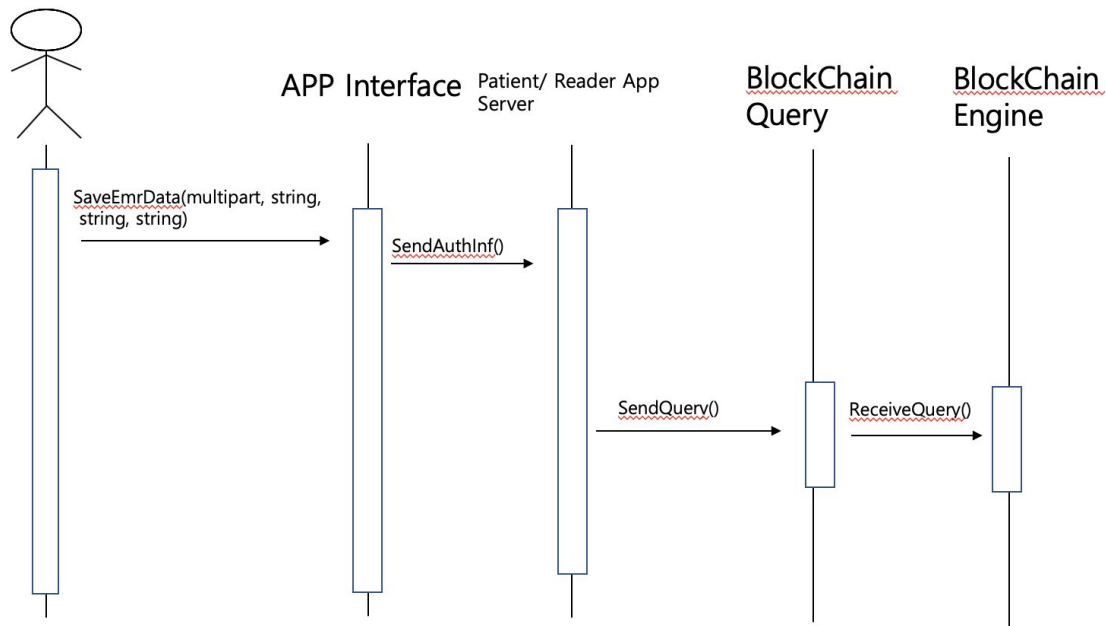 APP Interface
Patient/ Reader App
Server
BlockChain
Query
BlockChain
Engine
SaveEmrData(multipart, string,
string, string)
SendAuthInf()
SendQuery()
ReceiveQuery()